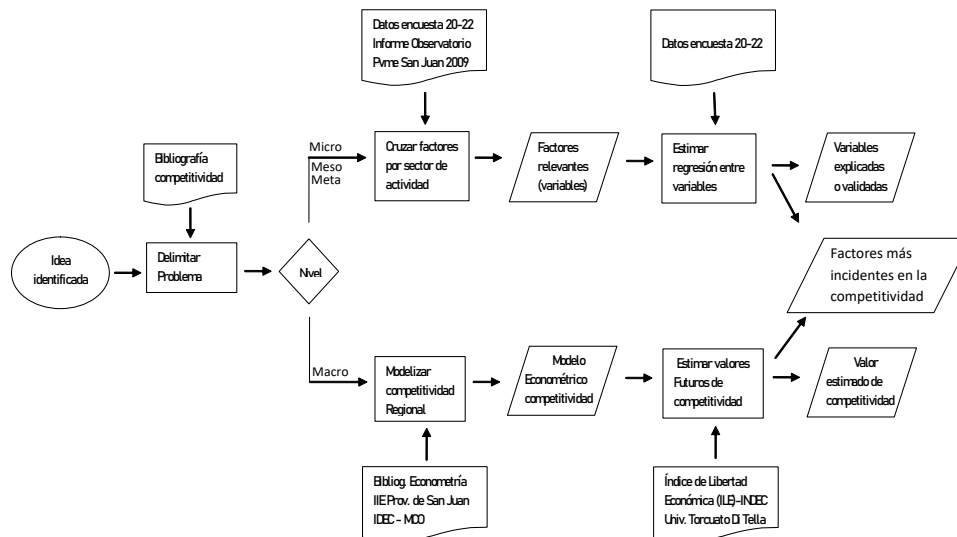 Datos encuesta 20-22
Informe Observatorio
Pyme San Juan 2009
Datos encuesta 20-22
Bibliografía
competitividad
Micro
Meso
Meta
Cruzar factores
por sector de
actividad
Factores
relevantes
(variables)
Estimar
regresión entre
variables
Variables
explicadas
o validadas
Idea
identificada
Delimitar
Problema
Nivel
Factores más
incidentes en la
competitividad
Macro
Modelizar
competitividad
Regional
Modelo
Econométrico
competitividad
Estimar valores
Futuros de
competitividad
Valor
estimado de
competitividad
Bibliog. Econometría
IIE Prov. de San Juan
IDEC - MCO
Índice de Libertad
Económica (ILE)-INDEC
Univ. Torcuato Di Tella